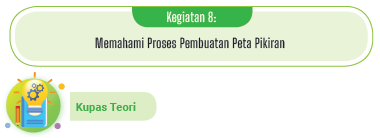 Kegiatan 8:
Memahami Proses Pembuatan Peta Pikiran
Kupas Teori